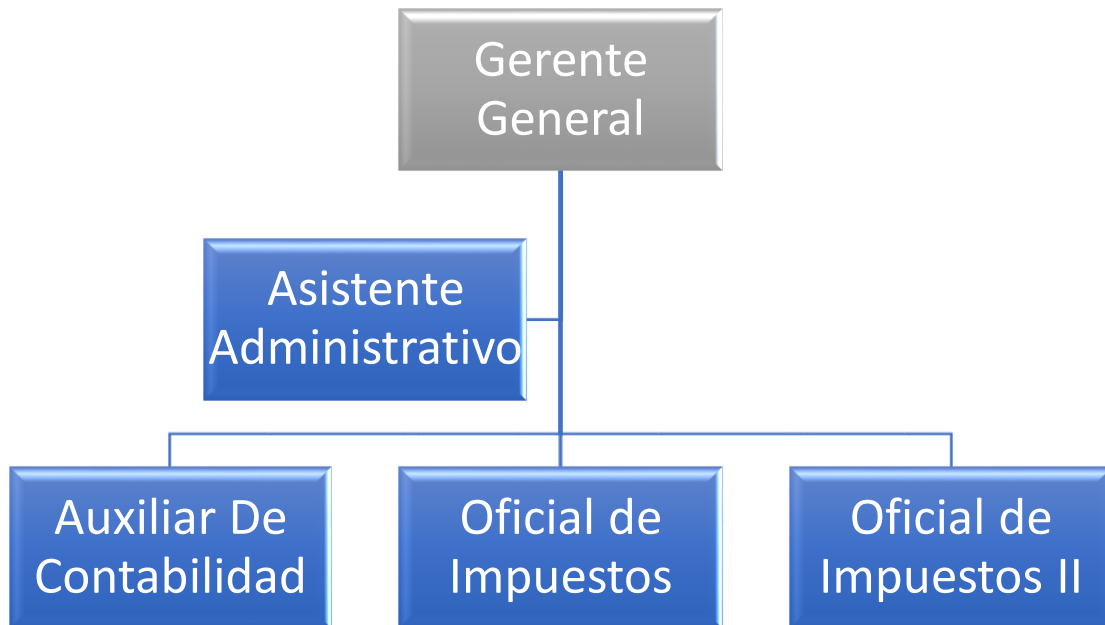 Gerente
General
Asistente
Administrativo
Auxiliar De
Contabilidad
Oficial de
Impuestos
Oficial de
Impuestos II